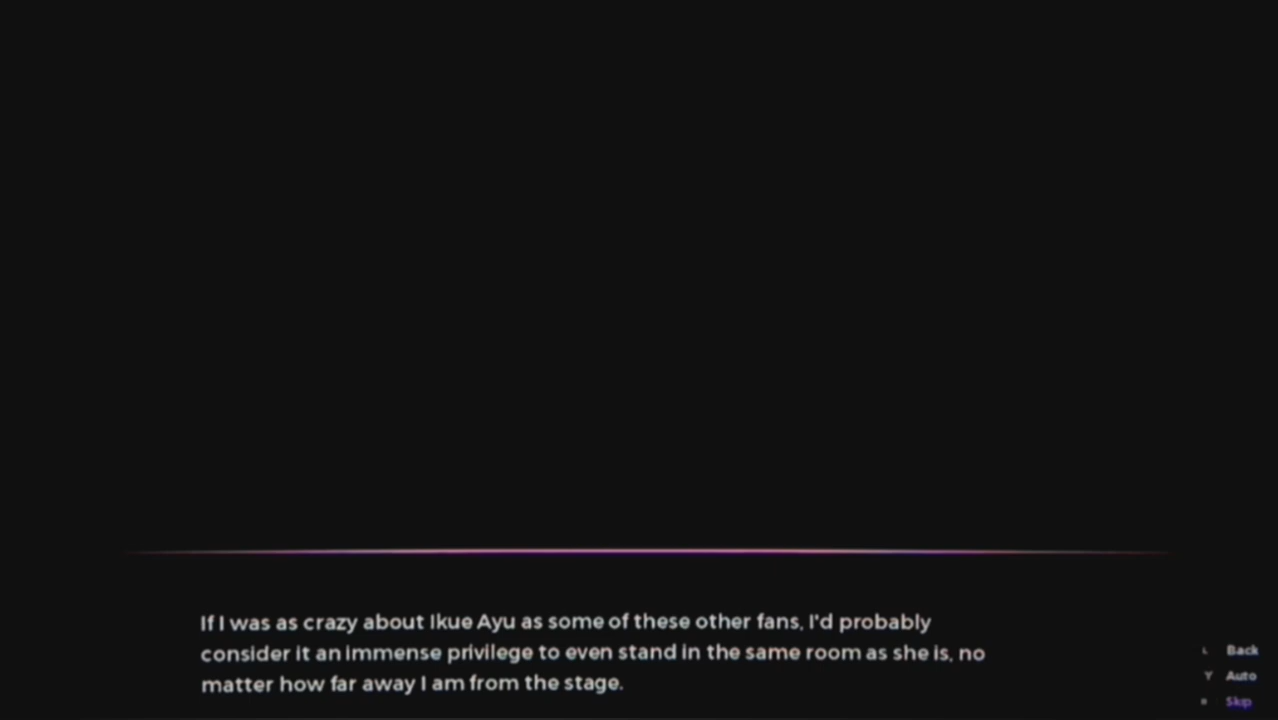 If I was as crazy about Ikue Ayu as some of these other fans, I'd probably
consider it an immense privilege to even stand in the same room as she is, no
matter how far away I am from the stage.
L Back
Y Auto
Skip